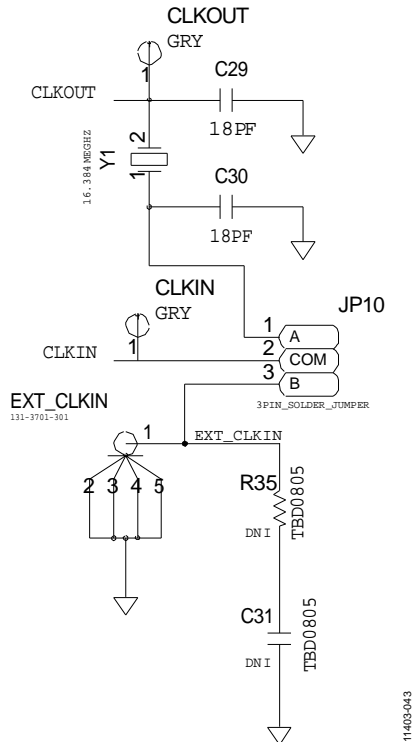 CLKOUT
GRY
1
CLKOUT
C29
18PF
2
Y1
16.384MEGHZ
1
C30
18PF
CLKIN
GRY
1
CLKIN
JP10
1 A
2 COM
3 B
3PIN_SOLDER_JUMPER
EXT_CLKIN
131-3701-301
1
EXT_CLKIN
2 3 4 5
R35
TBD0805
DNI
C31
TBD0805
DNI
11403-043